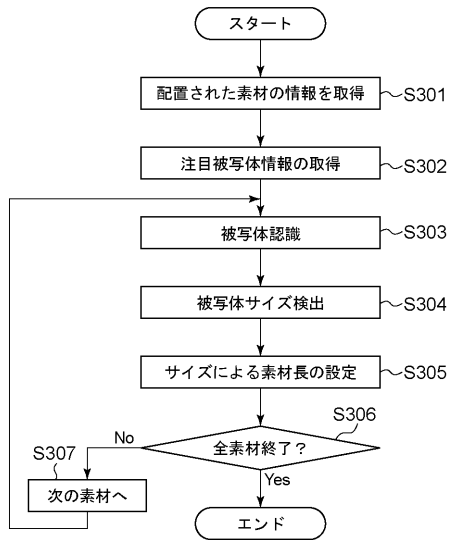 スタート
配置された素材の情報を取得
S301
注目被写体情報の取得
S302
被写体認識
S303
被写体サイズ検出
S304
サイズによる素材長の設定
S305
S306
全素材終了?
No
Yes
S307
次の素材へ
エンド